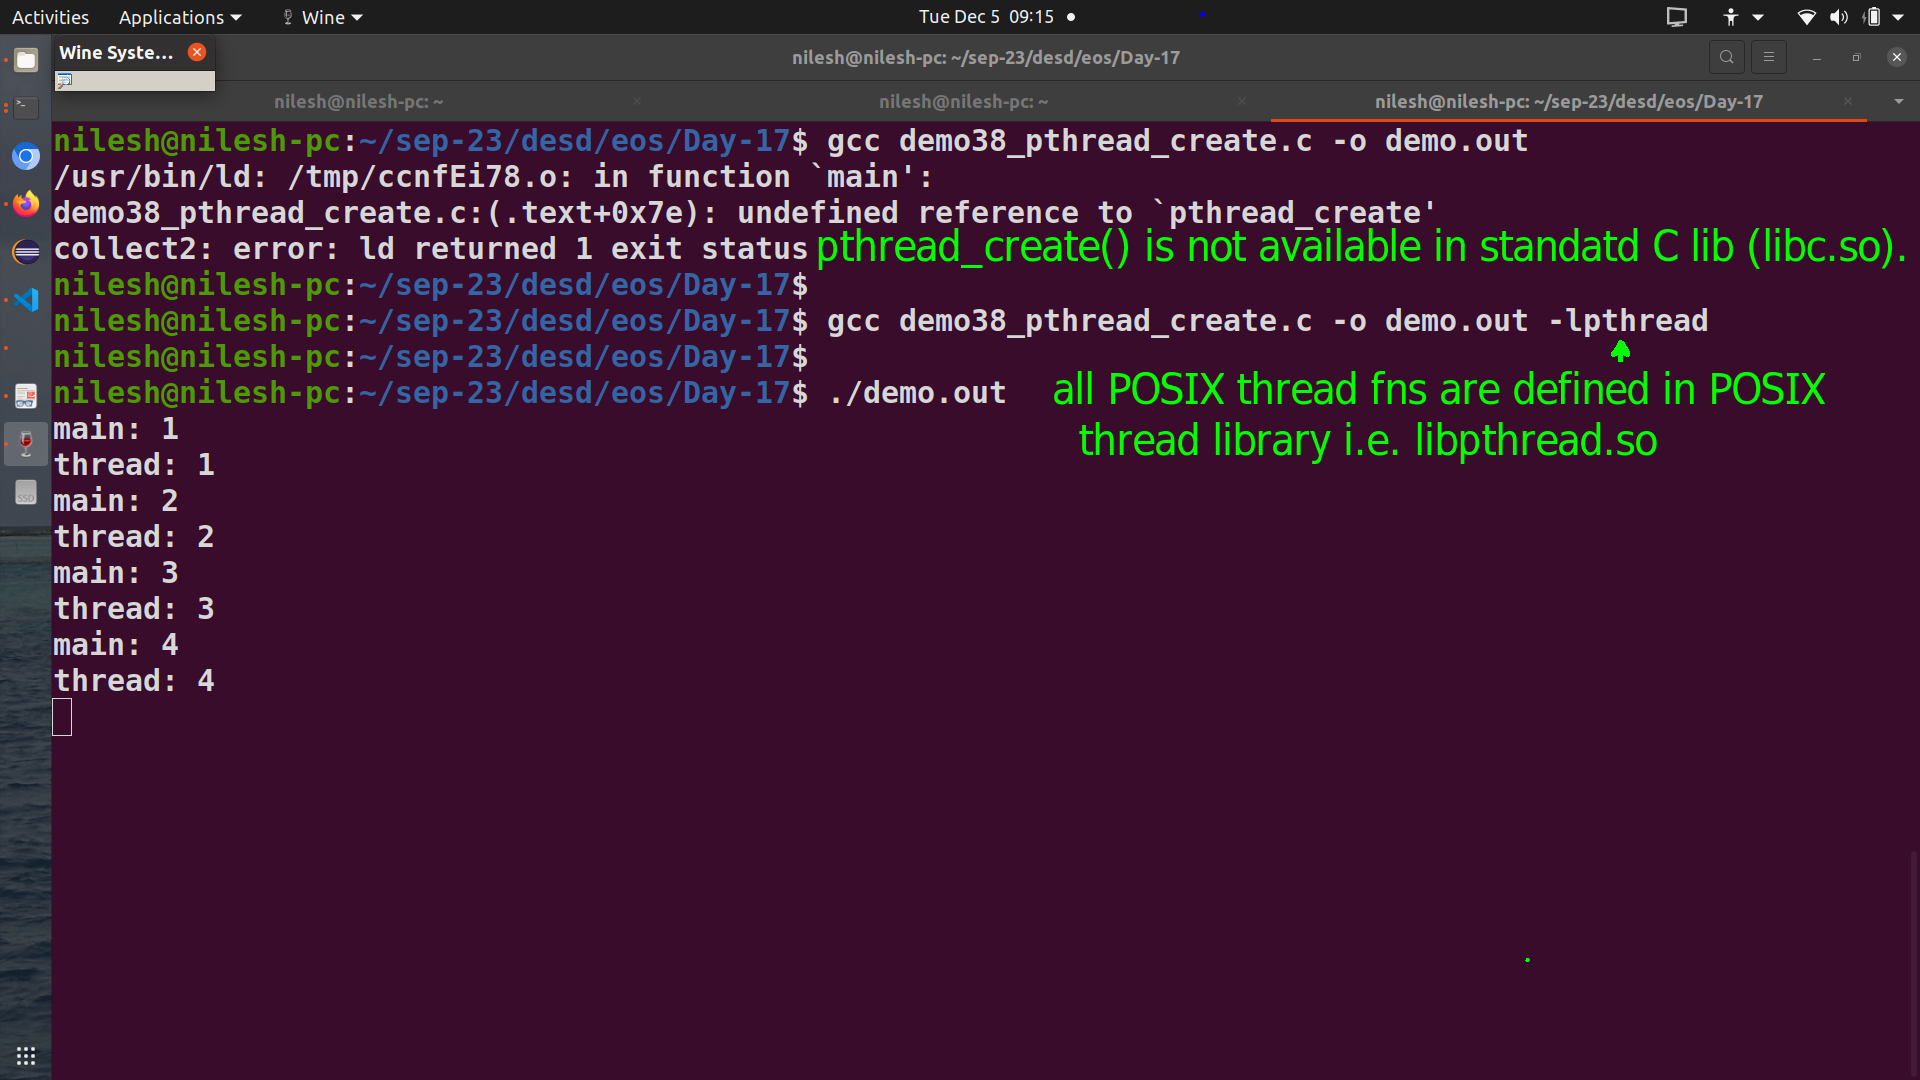 Activities Applications Wine Tue Dec 5 09:15
Wine Syste...
nilesh@nilesh-pc: ~/sep-23/desd/eos/Day-17
nilesh@nilesh-pc: ~ nilesh@nilesh-pc: ~ nilesh@nilesh-pc: ~/sep-23/desd/eos/Day-17
nilesh@nilesh-pc:~/sep-23/desd/eos/Day-17$ gcc demo38_pthread_create.c -o demo.out
/usr/bin/ld: /tmp/ccnfEi78.o: in function `main':
demo38_pthread_create.c:(.text+0x7e): undefined reference to `pthread_create'
collect2: error: ld returned 1 exit status
pthread_create() is not available in standatd C lib (libc.so).
nilesh@nilesh-pc:~/sep-23/desd/eos/Day-17$
nilesh@nilesh-pc:~/sep-23/desd/eos/Day-17$ gcc demo38_pthread_create.c -o demo.out -lpthread
nilesh@nilesh-pc:~/sep-23/desd/eos/Day-17$
nilesh@nilesh-pc:~/sep-23/desd/eos/Day-17$ ./demo.out
all POSIX thread fns are defined in POSIX
thread library i.e. libpthread.so
main: 1
thread: 1
main: 2
thread: 2
main: 3
thread: 3
main: 4
thread: 4
SSD